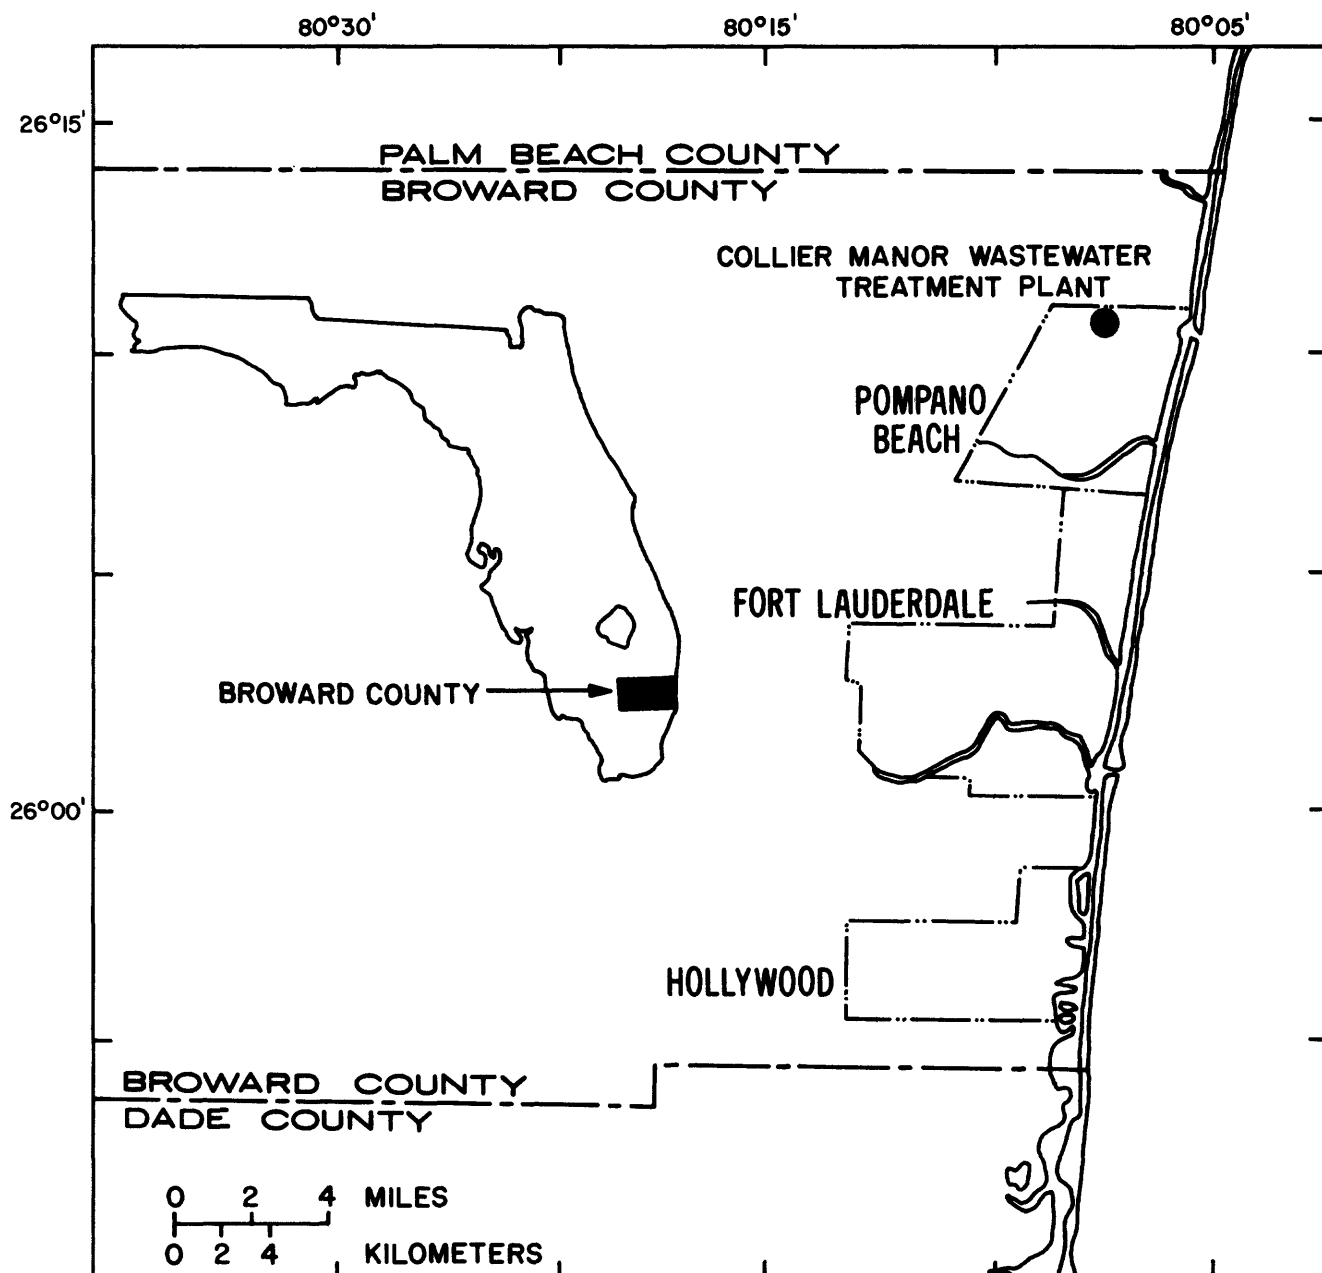 80°30' 80°15' 80°05'
26°15'
PALM BEACH COUNTY
BROWARD COUNTY
COLLIER MANOR WASTEWATER
TREATMENT PLANT
POMPANO
BEACH
FORT LAUDERDALE
BROWARD COUNTY
26°00'
HOLLYWOOD
BROWARD COUNTY
DADE COUNTY
0 2 4 MILES
0 2 4 KILOMETERS